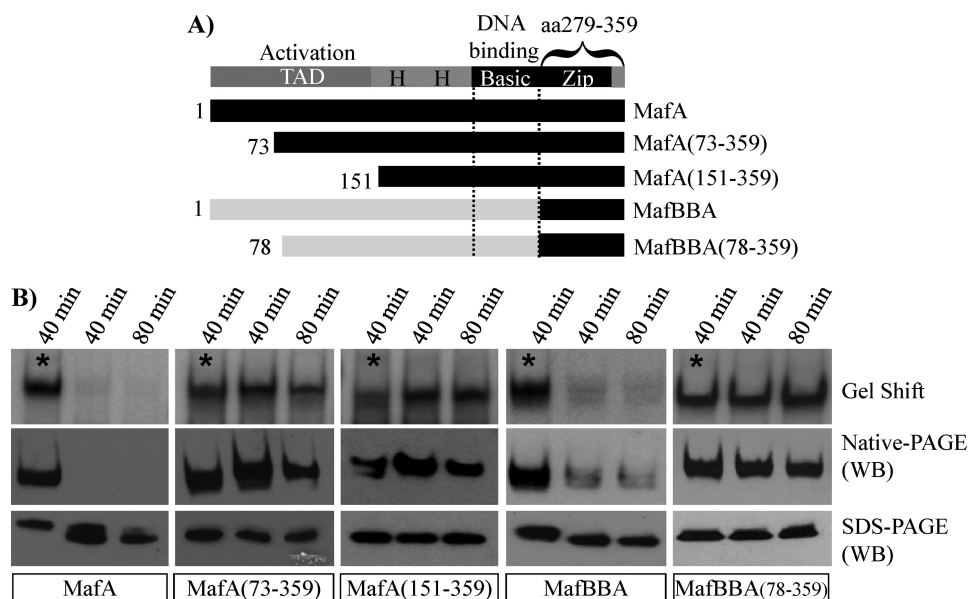 A)
DNA
binding
aa279-359
Activation
TAD
H H
Basic
Zip
1
MafA
73
MafA(73-359)
151
MafA(151-359)
1
MafBBA
78
MafBBA(78-359)
B)
40 min 40 min 80 min 40 min 40 min 80 min 40 min 40 min 80 min 40 min 40 min 80 min 40 min 40 min 80 min
* * * * *
Gel Shift
Native-PAGE
(WB)
SDS-PAGE
(WB)
MafA MafA(73-359) MafA(151-359) MafBBA MafBBA(78-359)